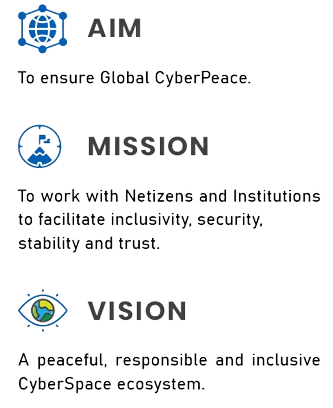 AIM
To ensure Global CyberPeace.
MISSION
To work with Netizens and Institutions
to facilitate inclusivity, security,
stability and trust.
VISION
A peaceful, responsible and inclusive
CyberSpace ecosystem.